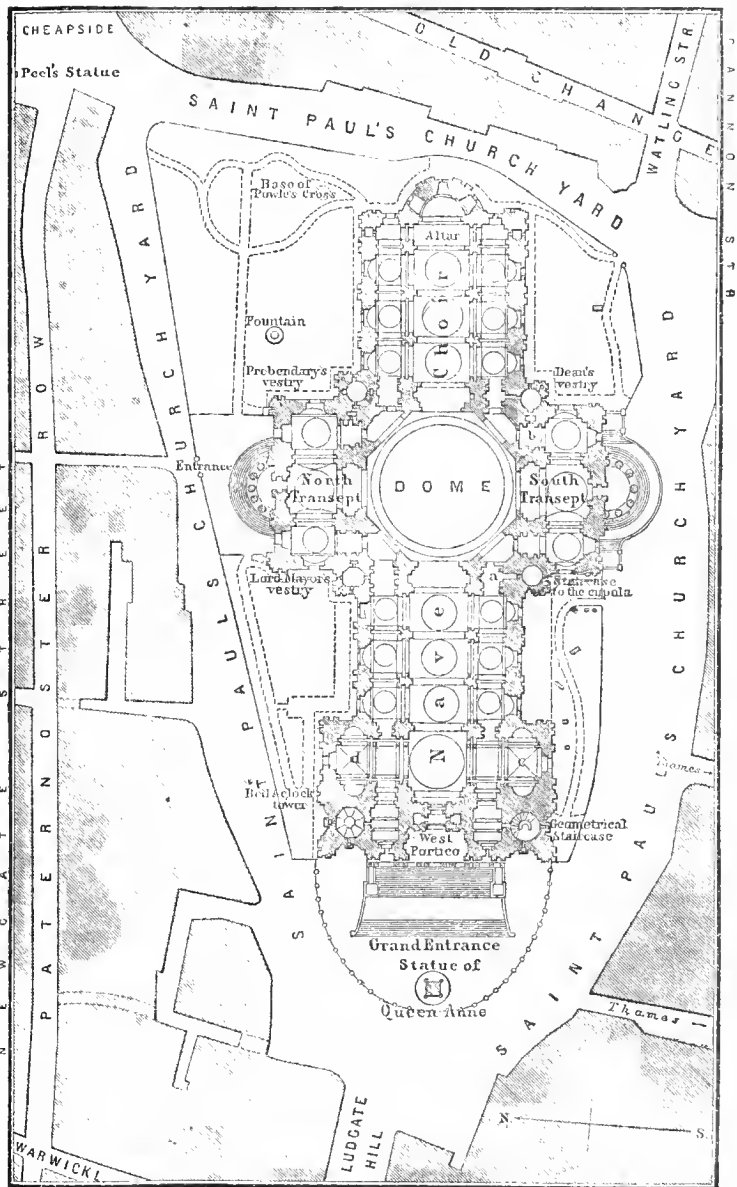 CHEAPSIDE
Peel's Statue
OLD CHANGE
WATLING STR.
CANNON STR
SAINT PAUL'S CHURCH YARD
Base of
Powle's Cross
Altar
Choir
Fountain
Prebendary's
vestry
Dean's
vestry
Entrance
North
Transept
DOME
South
Transept
Lord Mayor's
vestry
a
Staircase
to the cupola
Nave
Bell & clock
tower
West
Portico
Geometrical
Staircase
Grand Entrance
Statue of
Queen Anne
SAINT PAULS CHURCH YARD
SAINT PAUL'S CHURCH YARD
NEWGATE STREET
PATERNOSTER ROW
Thames
Thames
LUDGATE
HILL
WARWICKL
N
S